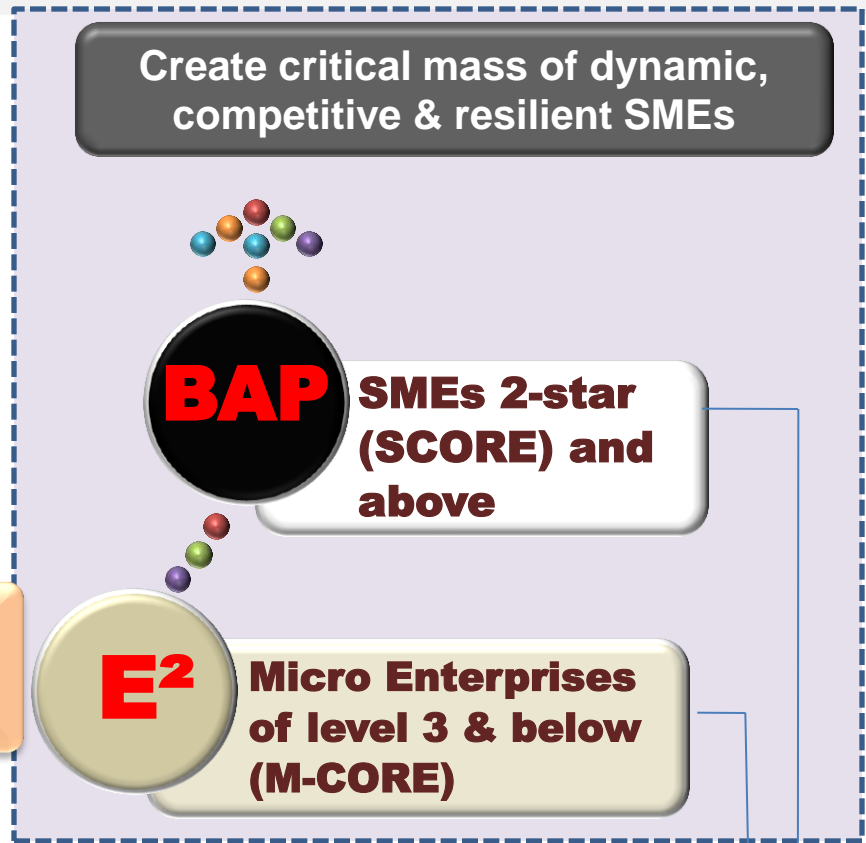 Create critical mass of dynamic,
competitive & resilient SMEs
BAP
SMEs 2-star
(SCORE) and
above
E²
Micro Enterprises
of level 3 & below
(M-CORE)